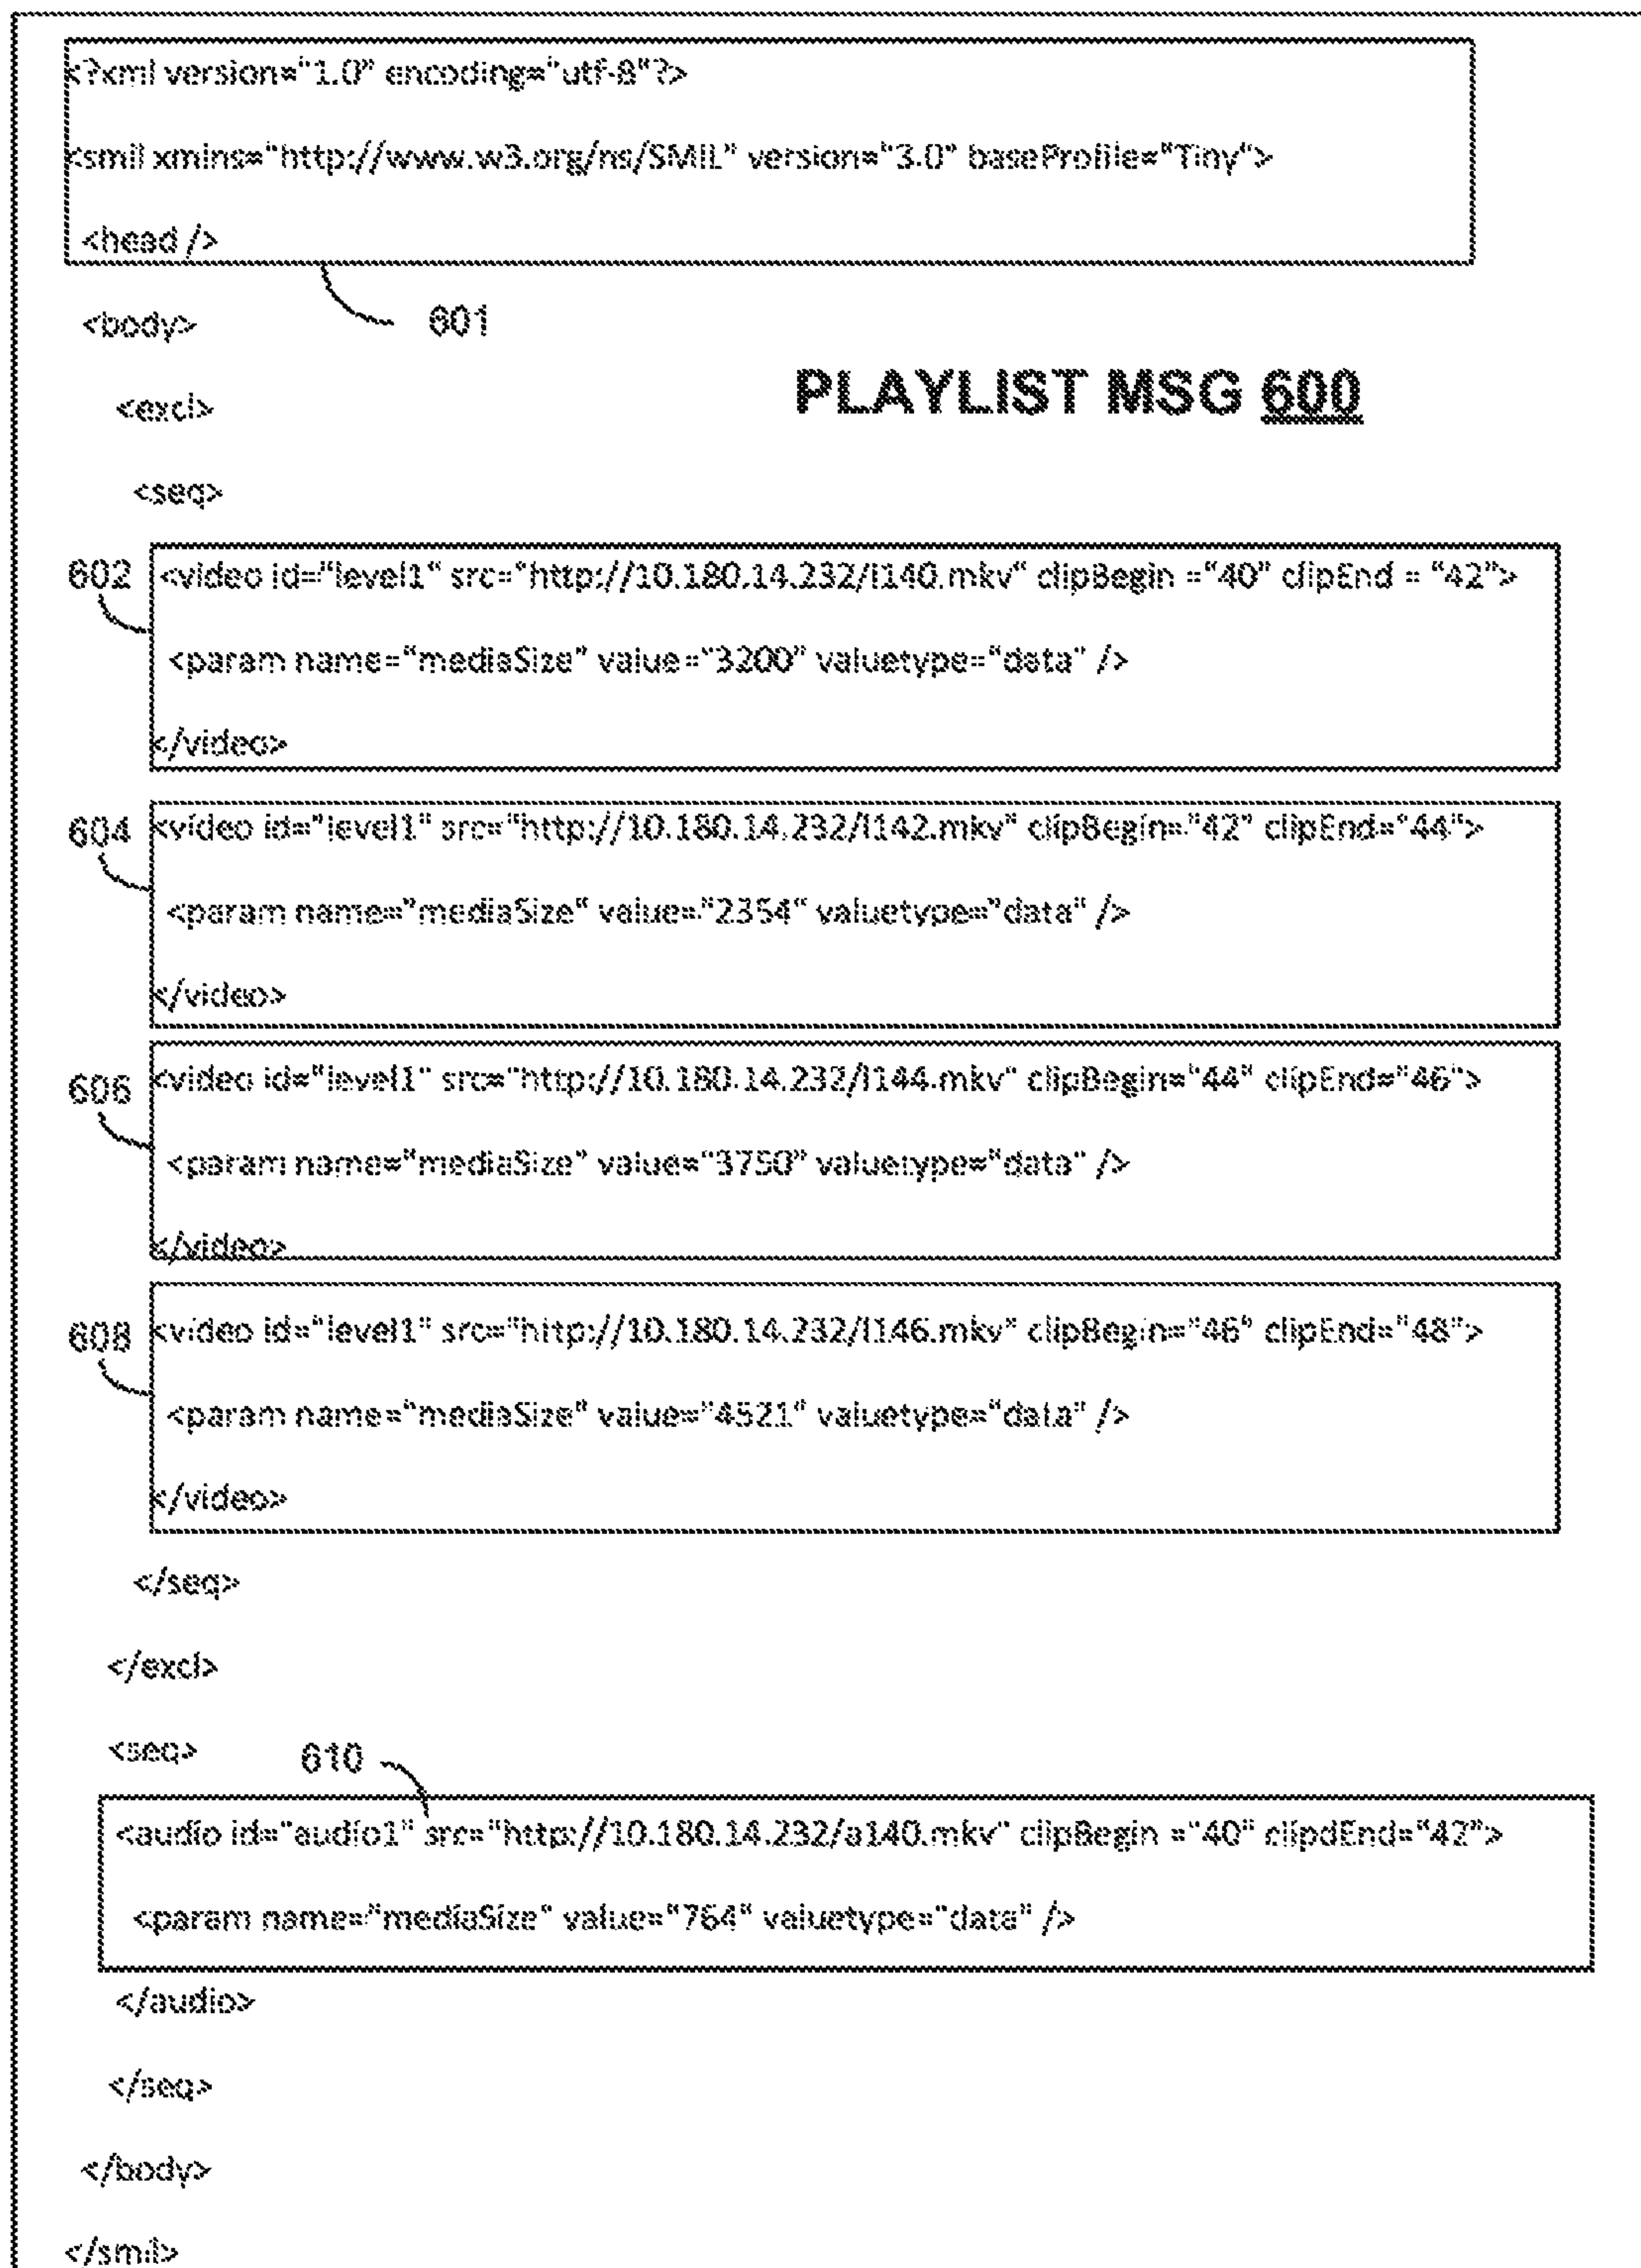 <?xml version="1.0" encoding="utf-8"?>
<smil xmlns="http://www.w3.org/ns/SMIL" version="3.0" baseProfile="Tiny">
<head />
601
<body>
PLAYLIST MSG 600
<excl>
<seq>
602
<video id="level1" src="http://10.180.14.232/l140.mkv" clipBegin ="40" clipEnd = "42">
<param name="mediaSize" value="3200" valuetype="data" />
</video>
604
<video id="level1" src="http://10.180.14.232/l142.mkv" clipBegin="42" clipEnd="44">
<param name="mediaSize" value="2354" valuetype="data" />
</video>
606
<video id="level1" src="http://10.180.14.232/l144.mkv" clipBegin="44" clipEnd="46">
<param name="mediaSize" value="3750" valuetype="data" />
</video>
608
<video id="level1" src="http://10.180.14.232/l146.mkv" clipBegin="46" clipEnd="48">
<param name="mediaSize" value="4521" valuetype="data" />
</video>
</seq>
</excl>
<seq>
610
<audio id="audio1" src="http://10.180.14.232/a140.mkv" clipBegin ="40" clipdEnd="42">
<param name="mediaSize" value="764" valuetype="data" />
</audio>
</seq>
</body>
</smil>